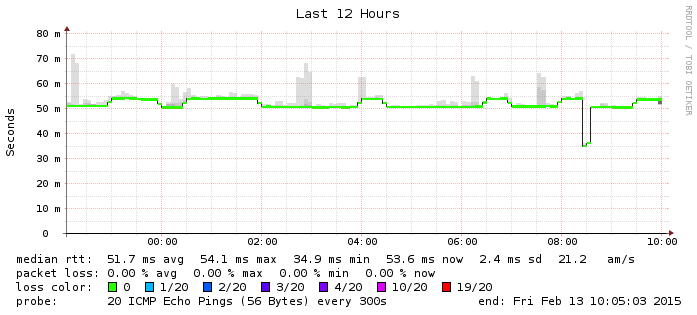 Last 12 Hours
RRDTOOL / TOBI OETIKER
Seconds
80 m
70 m
60 m
50 m
40 m
30 m
20 m
10 m
0
00:00 02:00 04:00 06:00 08:00 10:00
median rtt: 51.7 ms avg 54.1 ms max 34.9 ms min 53.6 ms now 2.4 ms sd 21.2 am/s
packet loss: 0.00 % avg 0.00 % max 0.00 % min 0.00 % now
loss color: 0 1/20 2/20 3/20 4/20 10/20 19/20
probe: 20 ICMP Echo Pings (56 Bytes) every 300s end: Fri Feb 13 10:05:03 2015